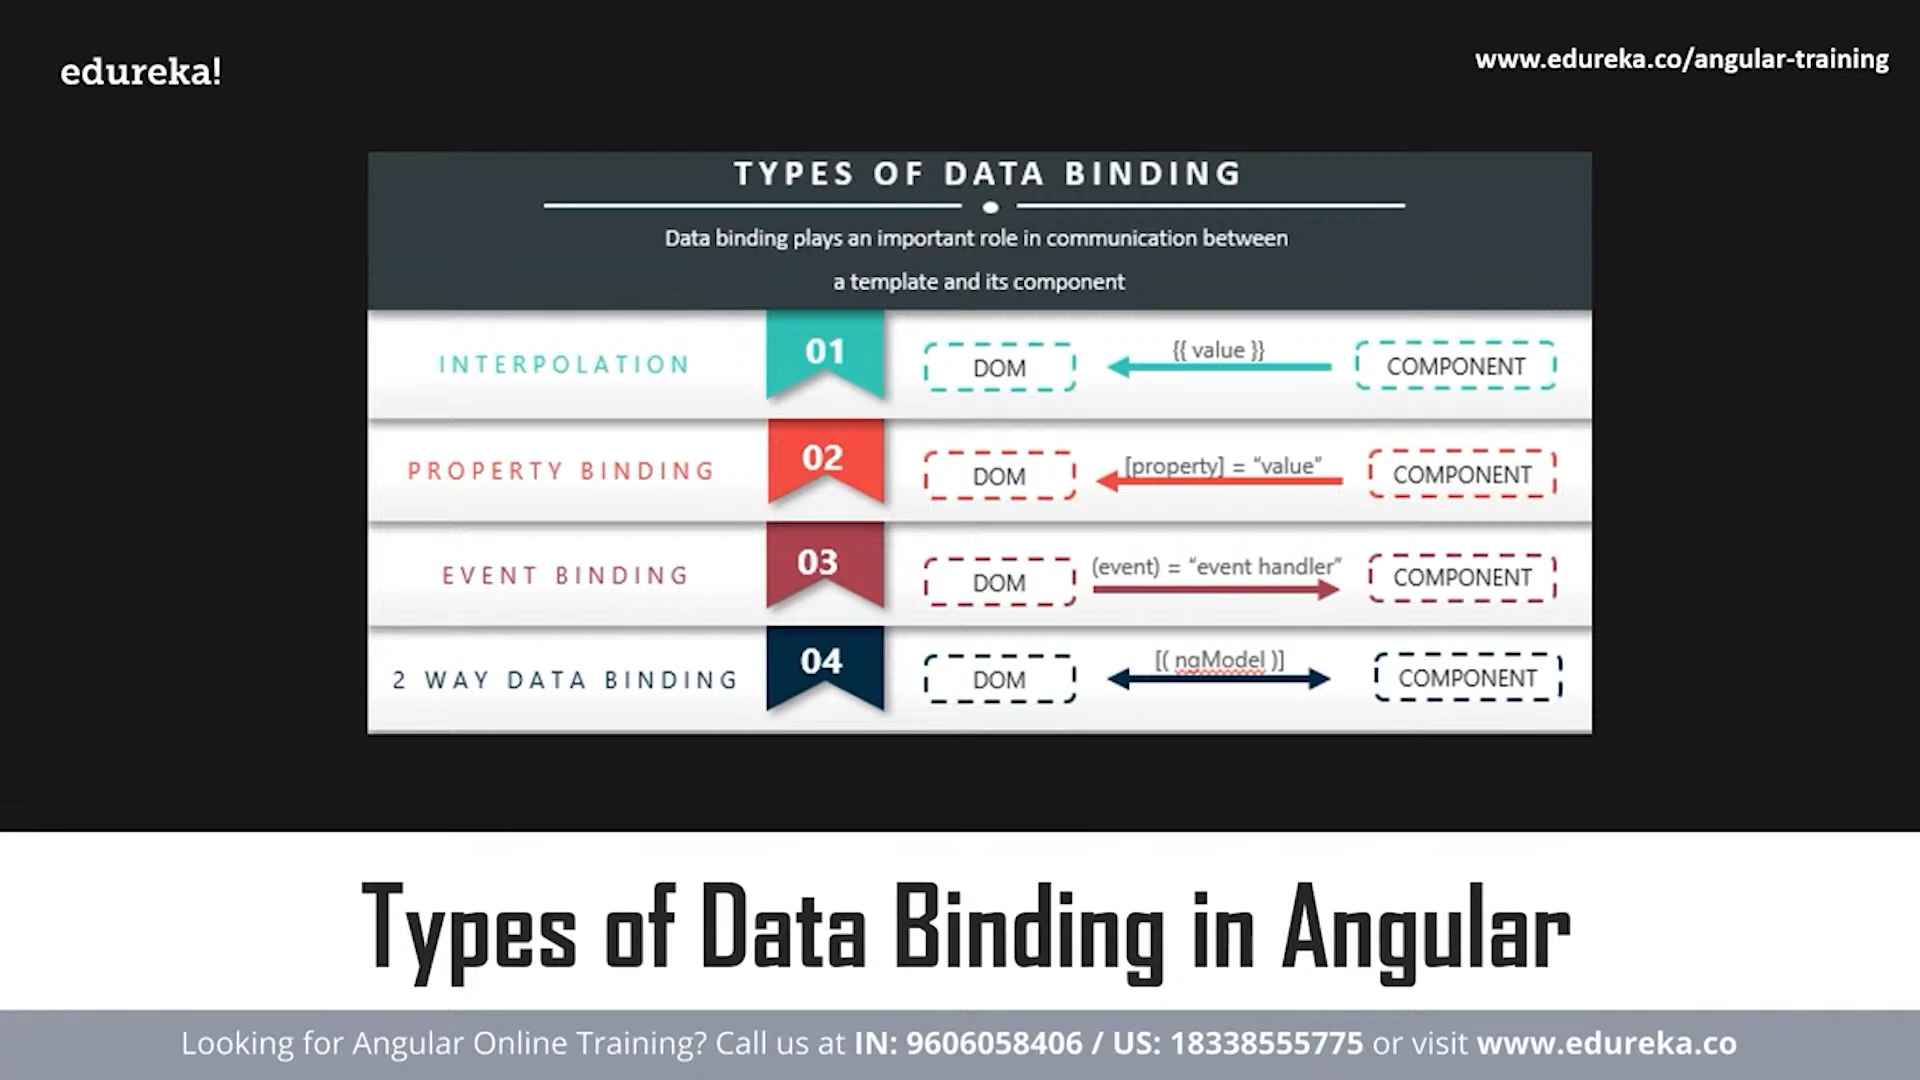 edureka!
www.edureka.co/angular-training
TYPES OF DATA BINDING
Data binding plays an important role in communication between
a template and its component
INTERPOLATION 01 DOM {{ value }} COMPONENT
PROPERTY BINDING 02 DOM [property] = “value” COMPONENT
EVENT BINDING 03 DOM (event) = “event handler” COMPONENT
2 WAY DATA BINDING 04 DOM [( ngModel )] COMPONENT
Types of Data Binding in Angular
Looking for Angular Online Training? Call us at IN: 9606058406 / US: 18338555775 or visit www.edureka.co